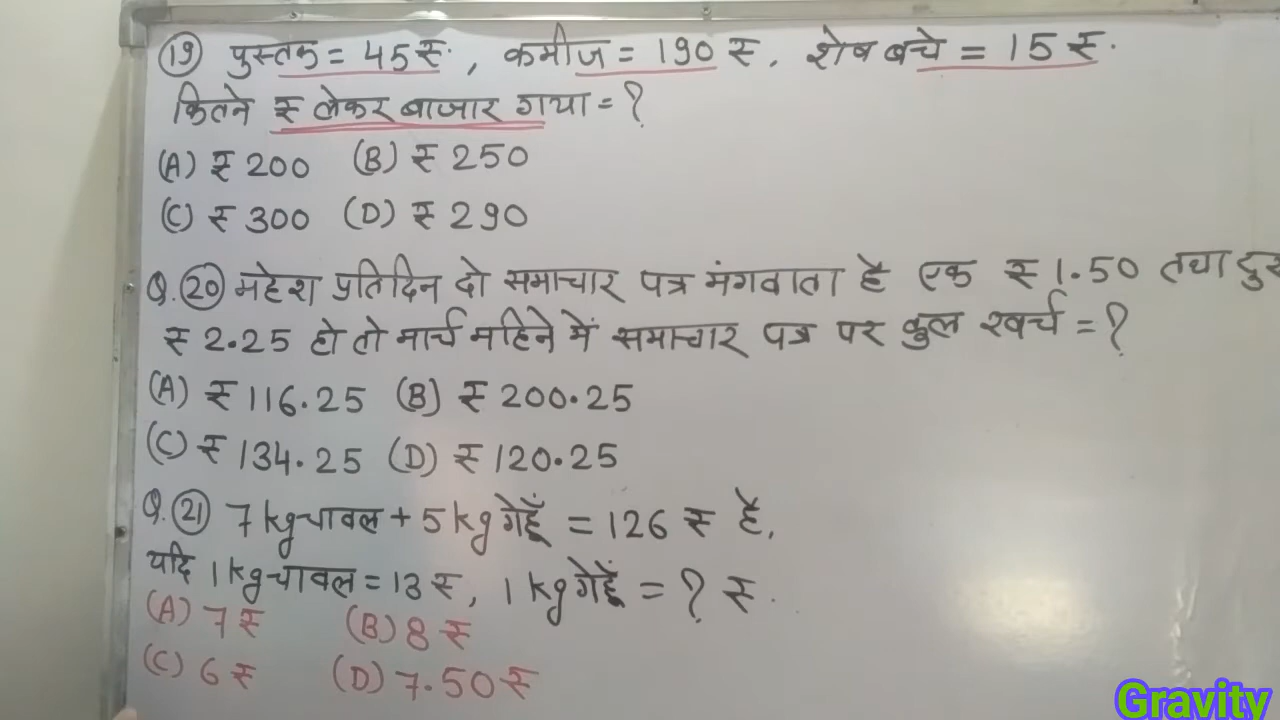 (19) पुस्तक = 45 ₹. , कमीज = 190 ₹. शेष बचे = 15 ₹.
कितने ₹ लेकर बाजार गया = ?
(A) ₹ 200 (B) ₹ 250
(C) ₹ 300 (D) ₹ 290
Q. (20) महेश प्रतिदिन दो समाचार पत्र मंगवाता है एक ₹ 1.50 तथा
₹ 2.25 हो तो मार्च महिने में समाचार पत्र पर कुल खर्च = ?
(A) ₹ 116.25 (B) ₹ 200.25
(C) ₹ 134.25 (D) ₹ 120.25
Q. (21) 7 kg चावल + 5 kg गेहूँ = 126 ₹ है.
यदि 1 kg चावल = 13 ₹, 1 kg गेहूँ = ? ₹.
(A) 7 ₹ (B) 8 ₹
(C) 6 ₹ (D) 7.50 ₹
Gravity